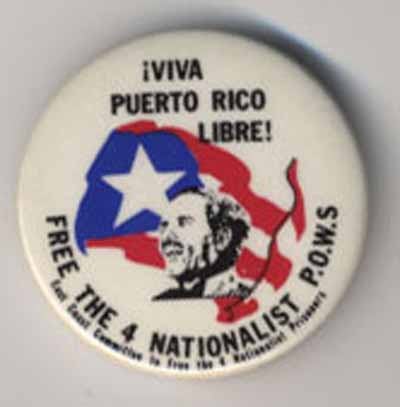 ¡VIVA
PUERTO RICO
LIBRE!
FREE THE 4 NATIONALIST P.O.W.S
East Coast Committee to Free the 4 Nationalist Prisoners